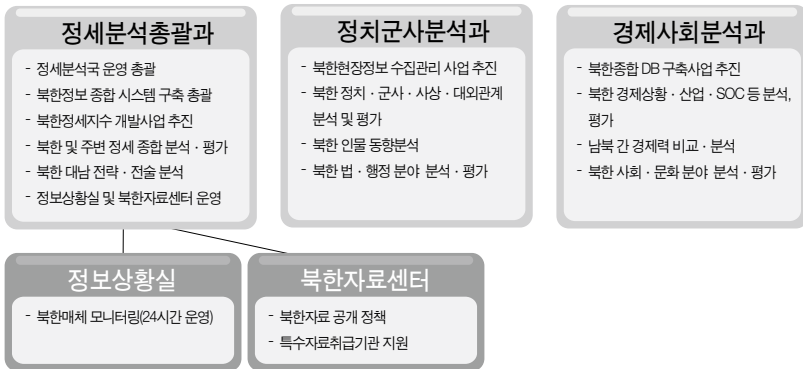 정세분석총괄과
- 정세분석국 운영 총괄
- 북한정보 종합 시스템 구축 총괄
- 북한정세지수 개발사업 추진
- 북한 및 주변 정세 종합 분석 · 평가
- 북한 대남 전략 · 전술 분석
- 정보상황실 및 북한자료센터 운영
정치군사분석과
- 북한현장정보 수집관리 사업 추진
- 북한 정치 · 군사 · 사상 · 대외관계
분석 및 평가
- 북한 인물 동향분석
- 북한 법 · 행정 분야 분석 · 평가
경제사회분석과
- 북한종합 DB 구축사업 추진
- 북한 경제상황 · 산업 · SOC 등 분석,
평가
- 남북 간 경제력 비교 · 분석
- 북한 사회 · 문화 분야 분석 · 평가
정보상황실
- 북한매체 모니터링(24시간 운영)
북한자료센터
- 북한자료 공개 정책
- 특수자료취급기관 지원